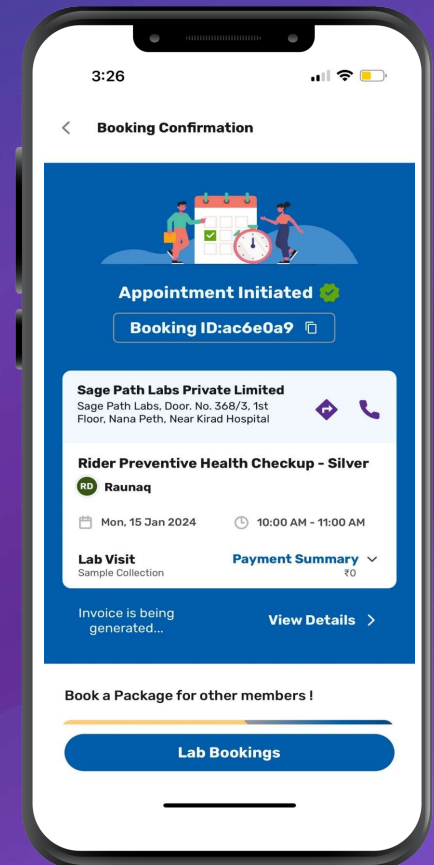 3:26
Booking Confirmation
Appointment Initiated
Booking ID:ac6e0a9
Sage Path Labs Private Limited
Sage Path Labs, Door. No. 368/3, 1st
Floor, Nana Peth, Near Kirad Hospital
Rider Preventive Health Checkup - Silver
RD Raunaq
Mon, 15 Jan 2024 10:00 AM - 11:00 AM
Lab Visit Payment Summary
Sample Collection ₹0
Invoice is being
generated... View Details
Book a Package for other members !
Lab Bookings